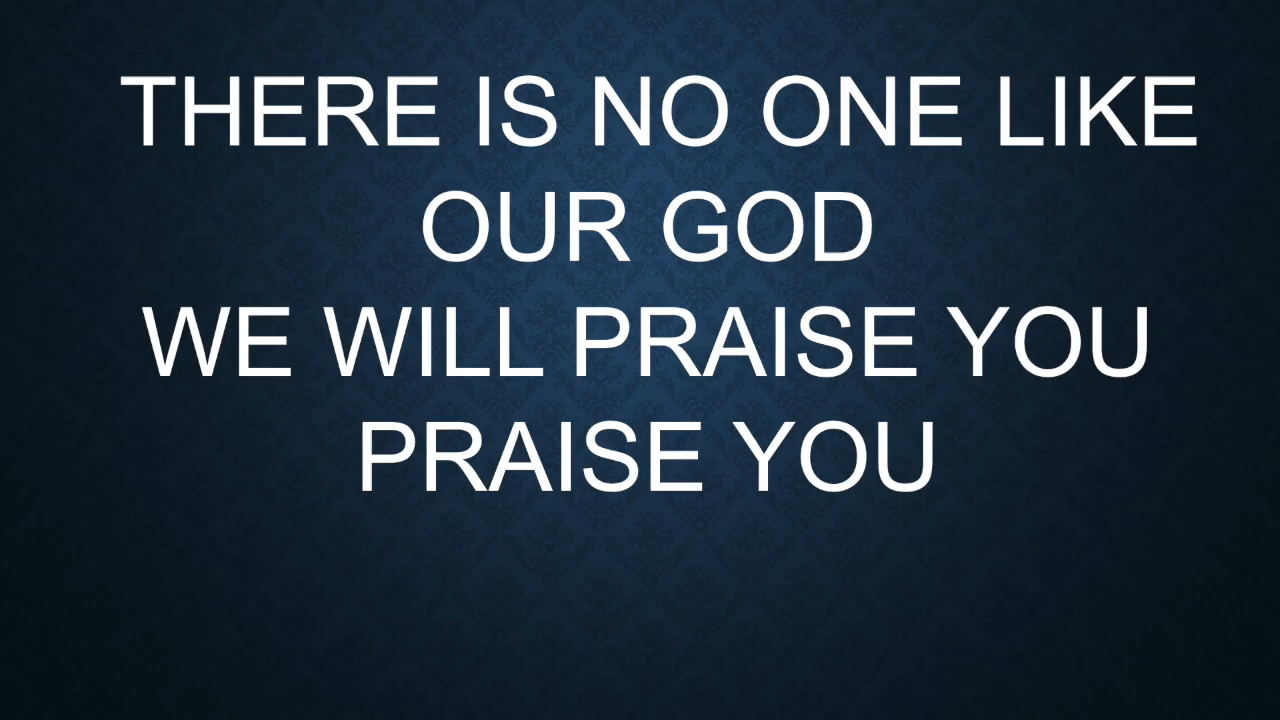 THERE IS NO ONE LIKE
OUR GOD
WE WILL PRAISE YOU
PRAISE YOU